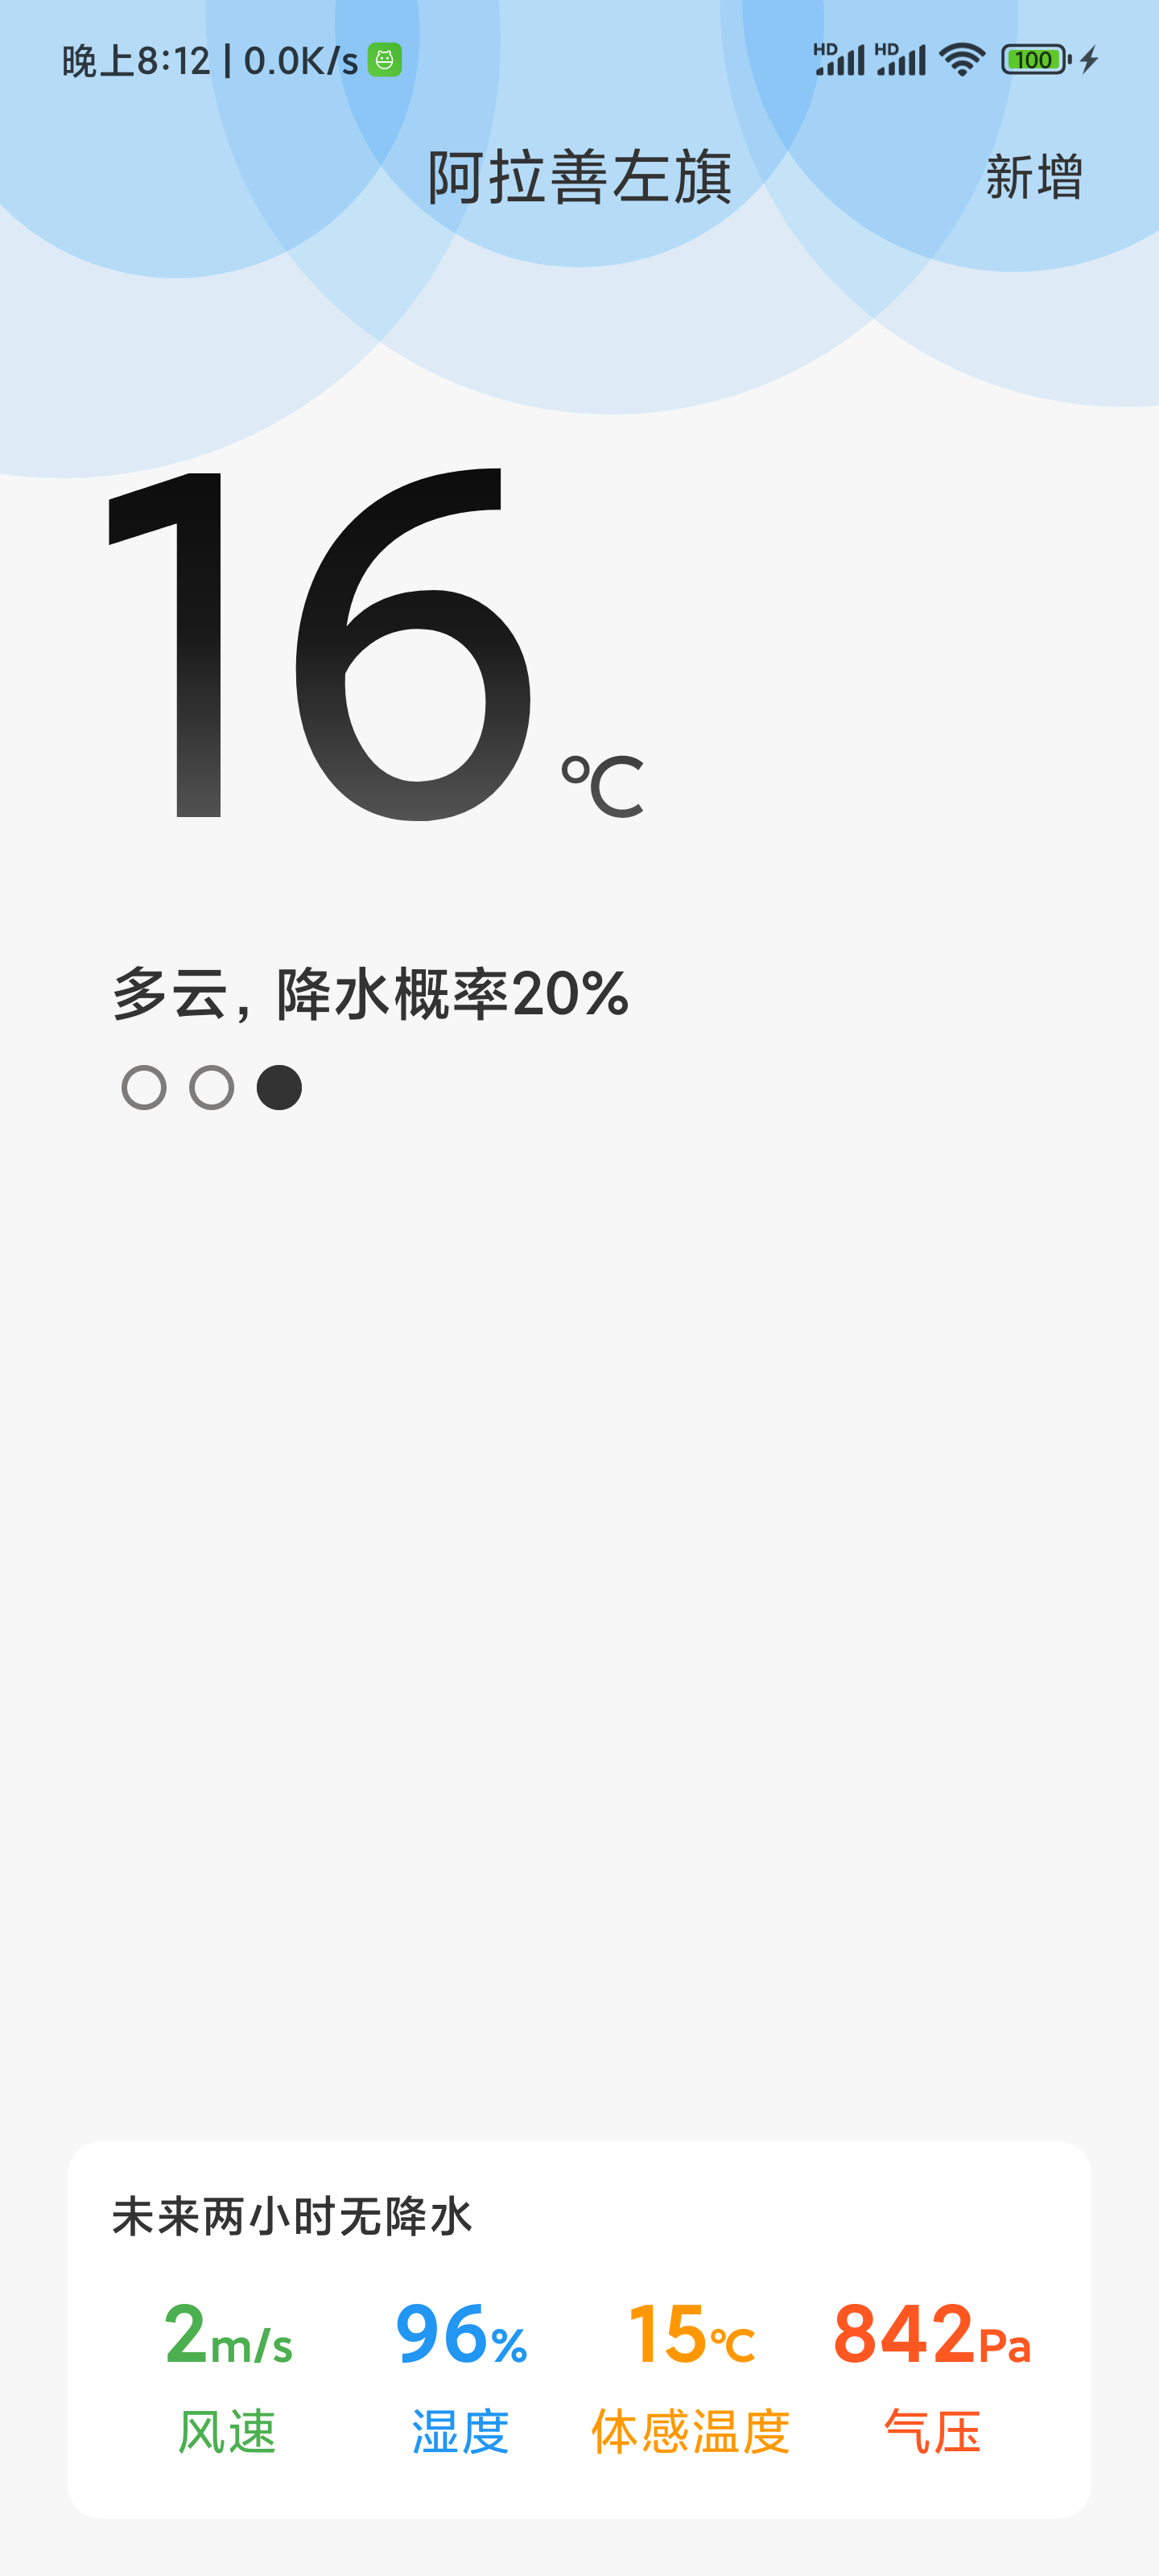 晚上8:12 | 0.0K/s
HD HD 100
阿拉善左旗
新增
16℃
多云, 降水概率20%
未来两小时无降水
2m/s 96% 15℃ 842Pa
风速 湿度 体感温度 气压